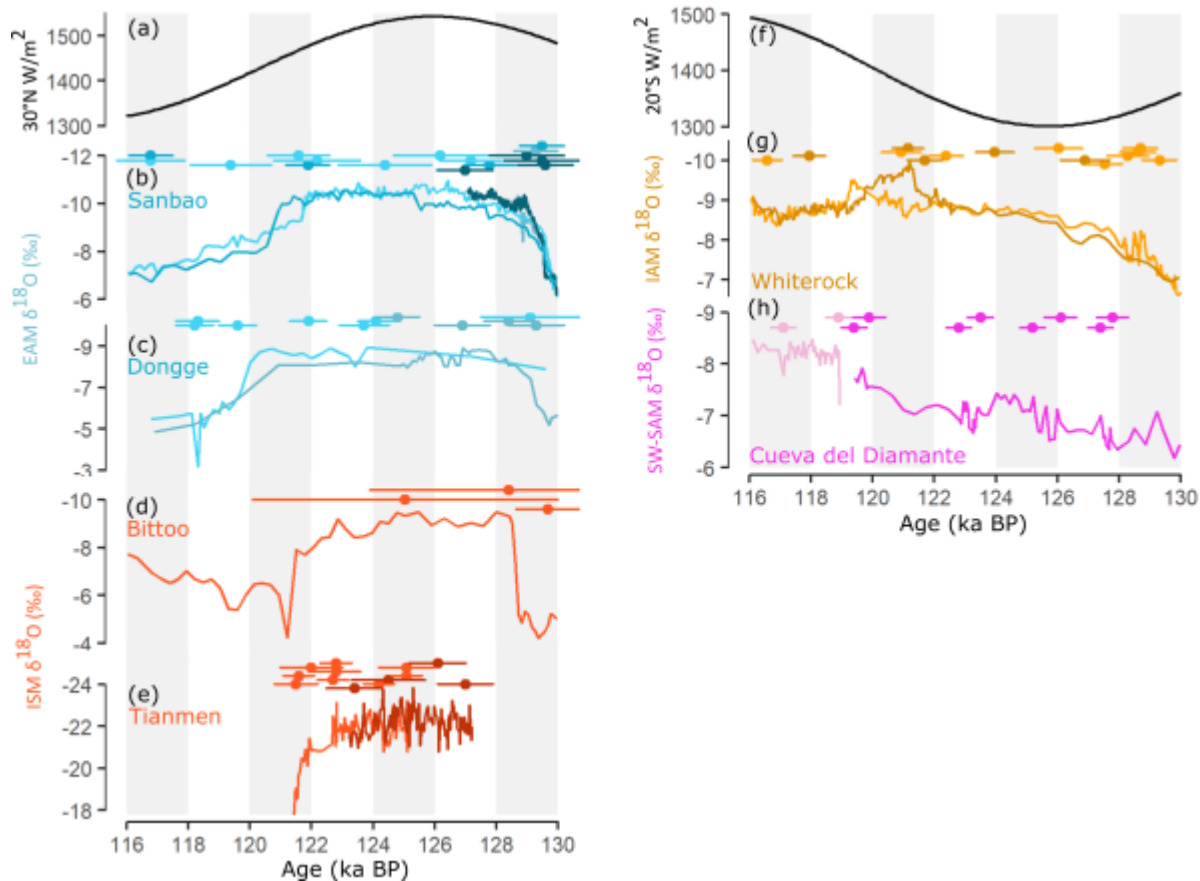 (a)
30°N W/m²
1500
1400
1300
(b)
Sanbao
-12
-10
-8
-6
EAM δ¹⁸O (‰)
(c)
Dongge
-9
-7
-5
-3
(d)
Bittoo
-10
-8
-6
-4
ISM δ¹⁸O (‰)
(e)
Tianmen
-24
-22
-20
-18
116 118 120 122 124 126 128 130
Age (ka BP)
(f)
20°S W/m²
1500
1400
1300
(g)
-10
-9
-8
-7
IAM δ¹⁸O (‰)
Whiterock
(h)
-9
-8
-7
-6
SW-SAM δ¹⁸O (‰)
Cueva del Diamante
116 118 120 122 124 126 128 130
Age (ka BP)